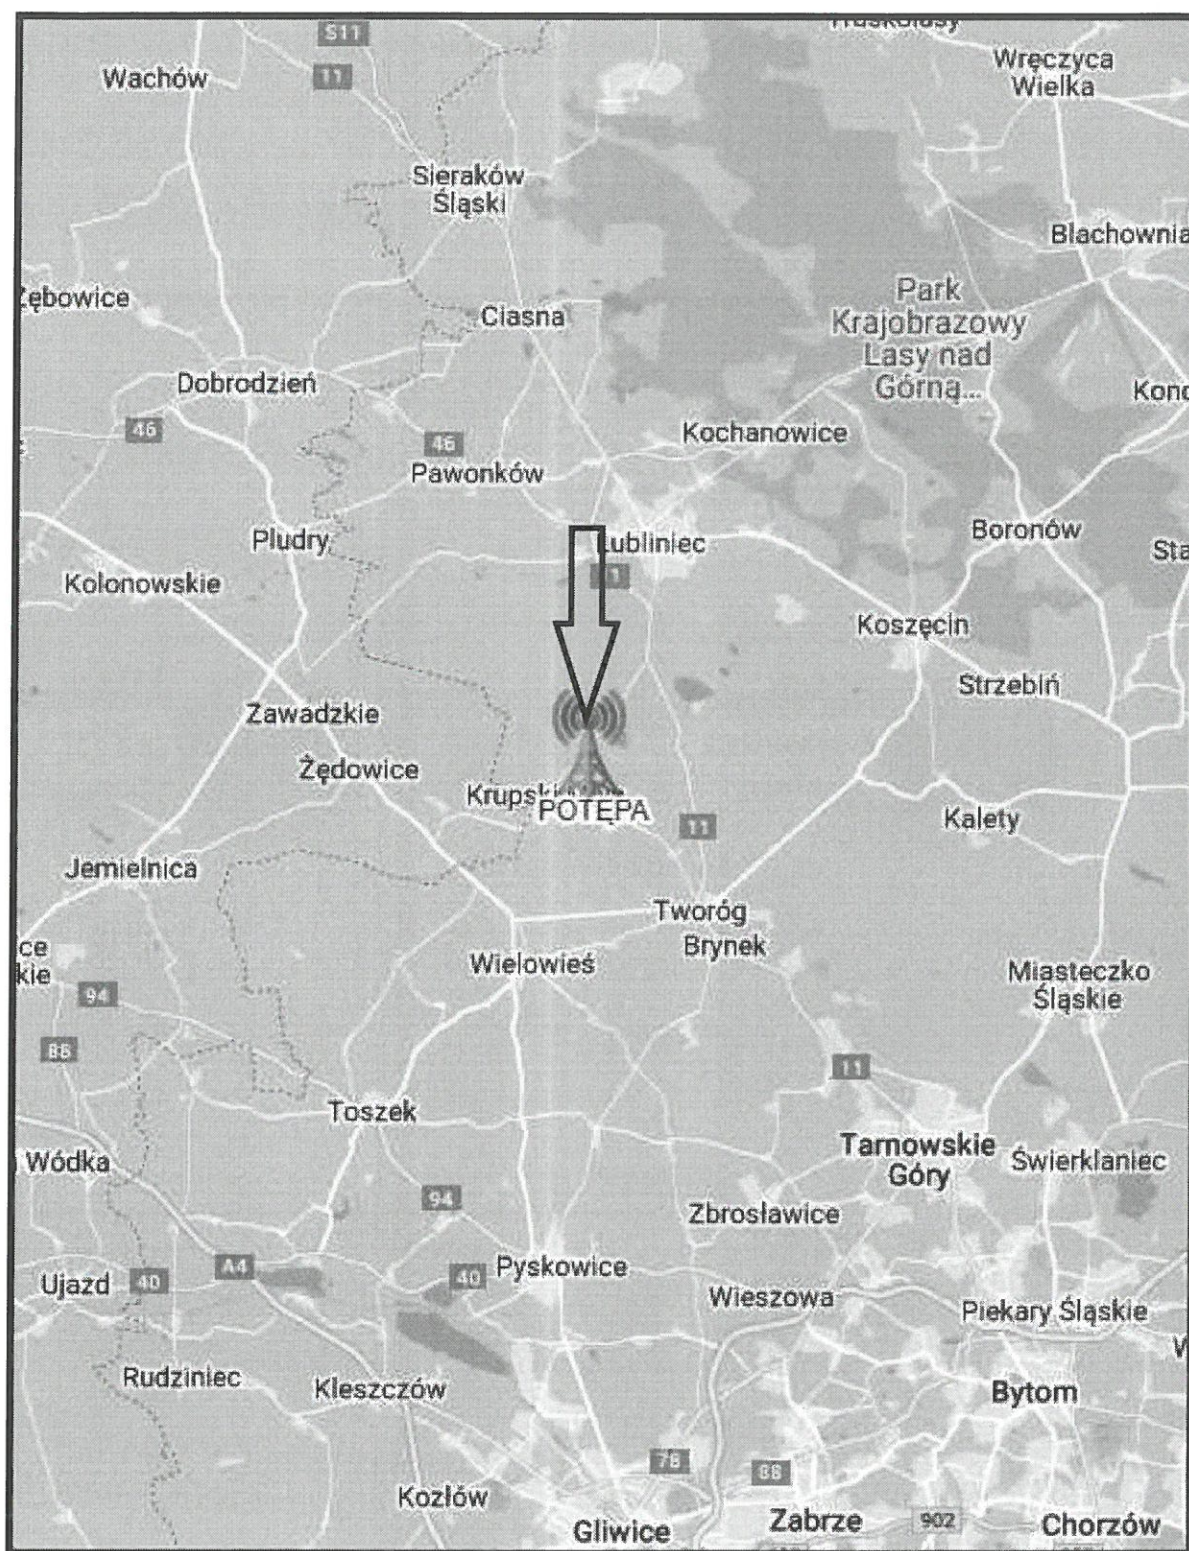 S11
Wachów
11
Wręczyca
Wielka
Sieraków
Śląski
Blachownia
Zębowice
Park
Krajobrazowy
Lasy nad
Górną...
Ciasna
Dobrodzień
46
46
Kochanowice
Pawonków
Boronów
Pludry
Lubliniec
Kolonowskie
Koszęcin
Strzebiń
Zawadzkie
Żędowice
Krupski
POTĘPA
11
Kalety
Jemielnica
Tworóg
Brynek
ce
kie
Wielowieś
Miasteczko
Śląskie
94
88
11
Toszek
Tarnowskie
Góry
Świerklaniec
Wódka
94
Zbrosławice
A4
40
40
Pyskowice
Ujazd
Wieszowa
Piekary Śląskie
Rudziniec
Kleszczów
Bytom
78
88
Kozłów
Gliwice
Zabrze
902
Chorzów